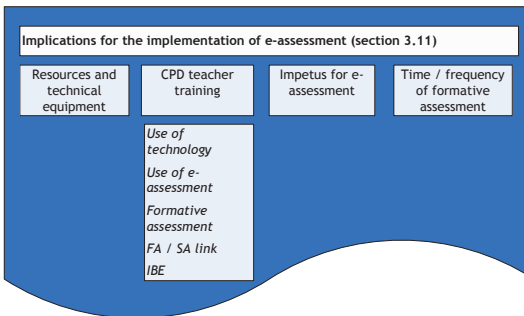 Implications for the implementation of e-assessment (section 3.11)
Resources and
technical
equipment
CPD teacher
training
Impetus for e-
assessment
Time / frequency
of formative
assessment
Use of
technology
Use of e-
assessment
Formative
assessment
FA / SA link
IBE